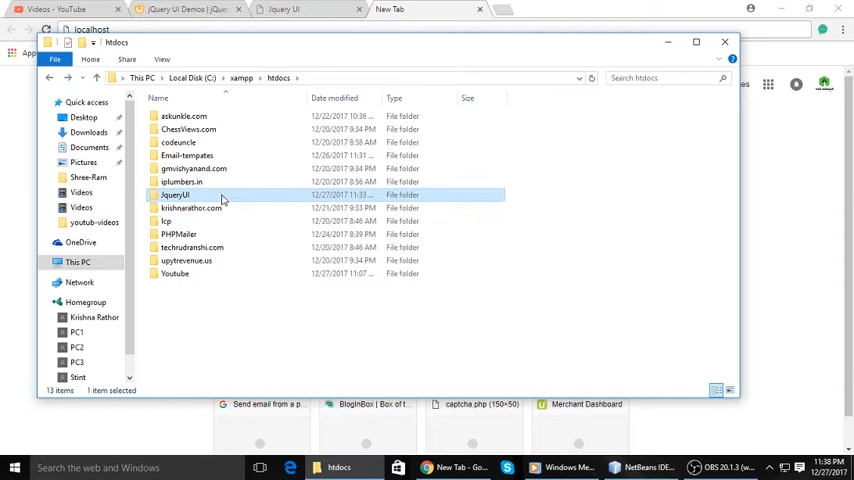 Videos - YouTube
jQuery UI Demos | jQuer
Jquery UI
New Tab
localhost
htdocs
File Home Share View
This PC > Local Disk (C:) > xampp > htdocs >
Search htdocs
Name Date modified Type Size
Quick access
Desktop
Downloads
Documents
Pictures
Shree-Ram
Videos
Videos
youtub-videos
OneDrive
This PC
Network
Homegroup
Krishna Rathor
PC1
PC2
PC3
Stint
askunkle.com 12/22/2017 10:36 ... File folder
ChessViews.com 12/20/2017 9:34 PM File folder
codeuncle 12/20/2017 8:58 AM File folder
Email-tempates 12/26/2017 11:31 ... File folder
gmvishyanand.com 12/20/2017 9:34 PM File folder
iplumbers.in 12/20/2017 8:56 AM File folder
JqueryUI 12/27/2017 11:33 ... File folder
krishnarathor.com 12/21/2017 9:33 PM File folder
lcp 12/20/2017 8:46 AM File folder
PHPMailer 12/24/2017 8:39 PM File folder
techrudranshi.com 12/20/2017 8:46 AM File folder
upytrevenue.us 12/20/2017 9:34 PM File folder
Youtube 12/27/2017 11:07 ... File folder
13 items 1 item selected
Send email from a p...
BlogInBox | Box of t...
captcha.php (150×50)
Merchant Dashboard
Search the web and Windows
htdocs
New Tab - Go...
Windows Me...
NetBeans IDE...
OBS 20.1.3 (w...
11:38 PM
12/27/2017